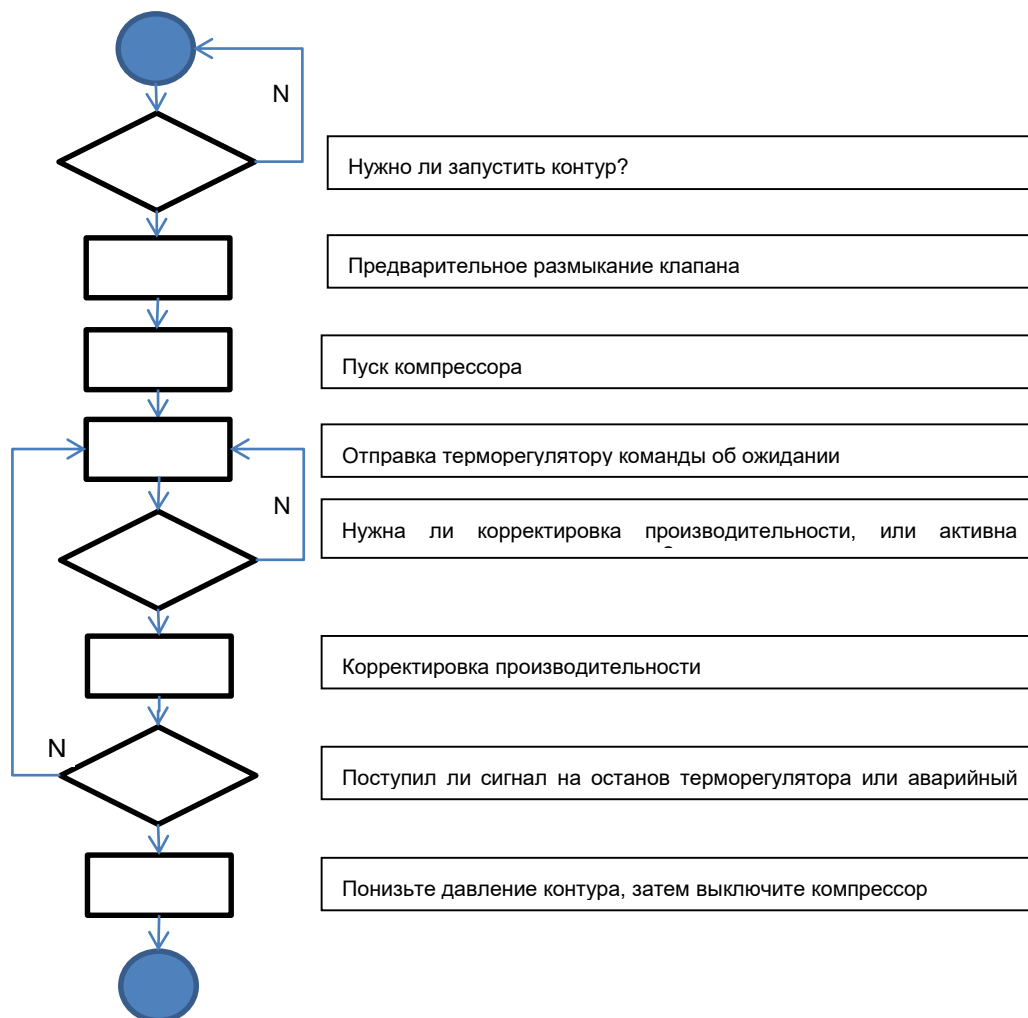 N
Нужно ли запустить контур?
Предварительное размыкание клапана
Пуск компрессора
Отправка терморегулятору команды об ожидании
N
Нужна ли корректировка производительности, или активна
Корректировка производительности
N
Поступил ли сигнал на останов терморегулятора или аварийный
Понизьте давление контура, затем выключите компрессор